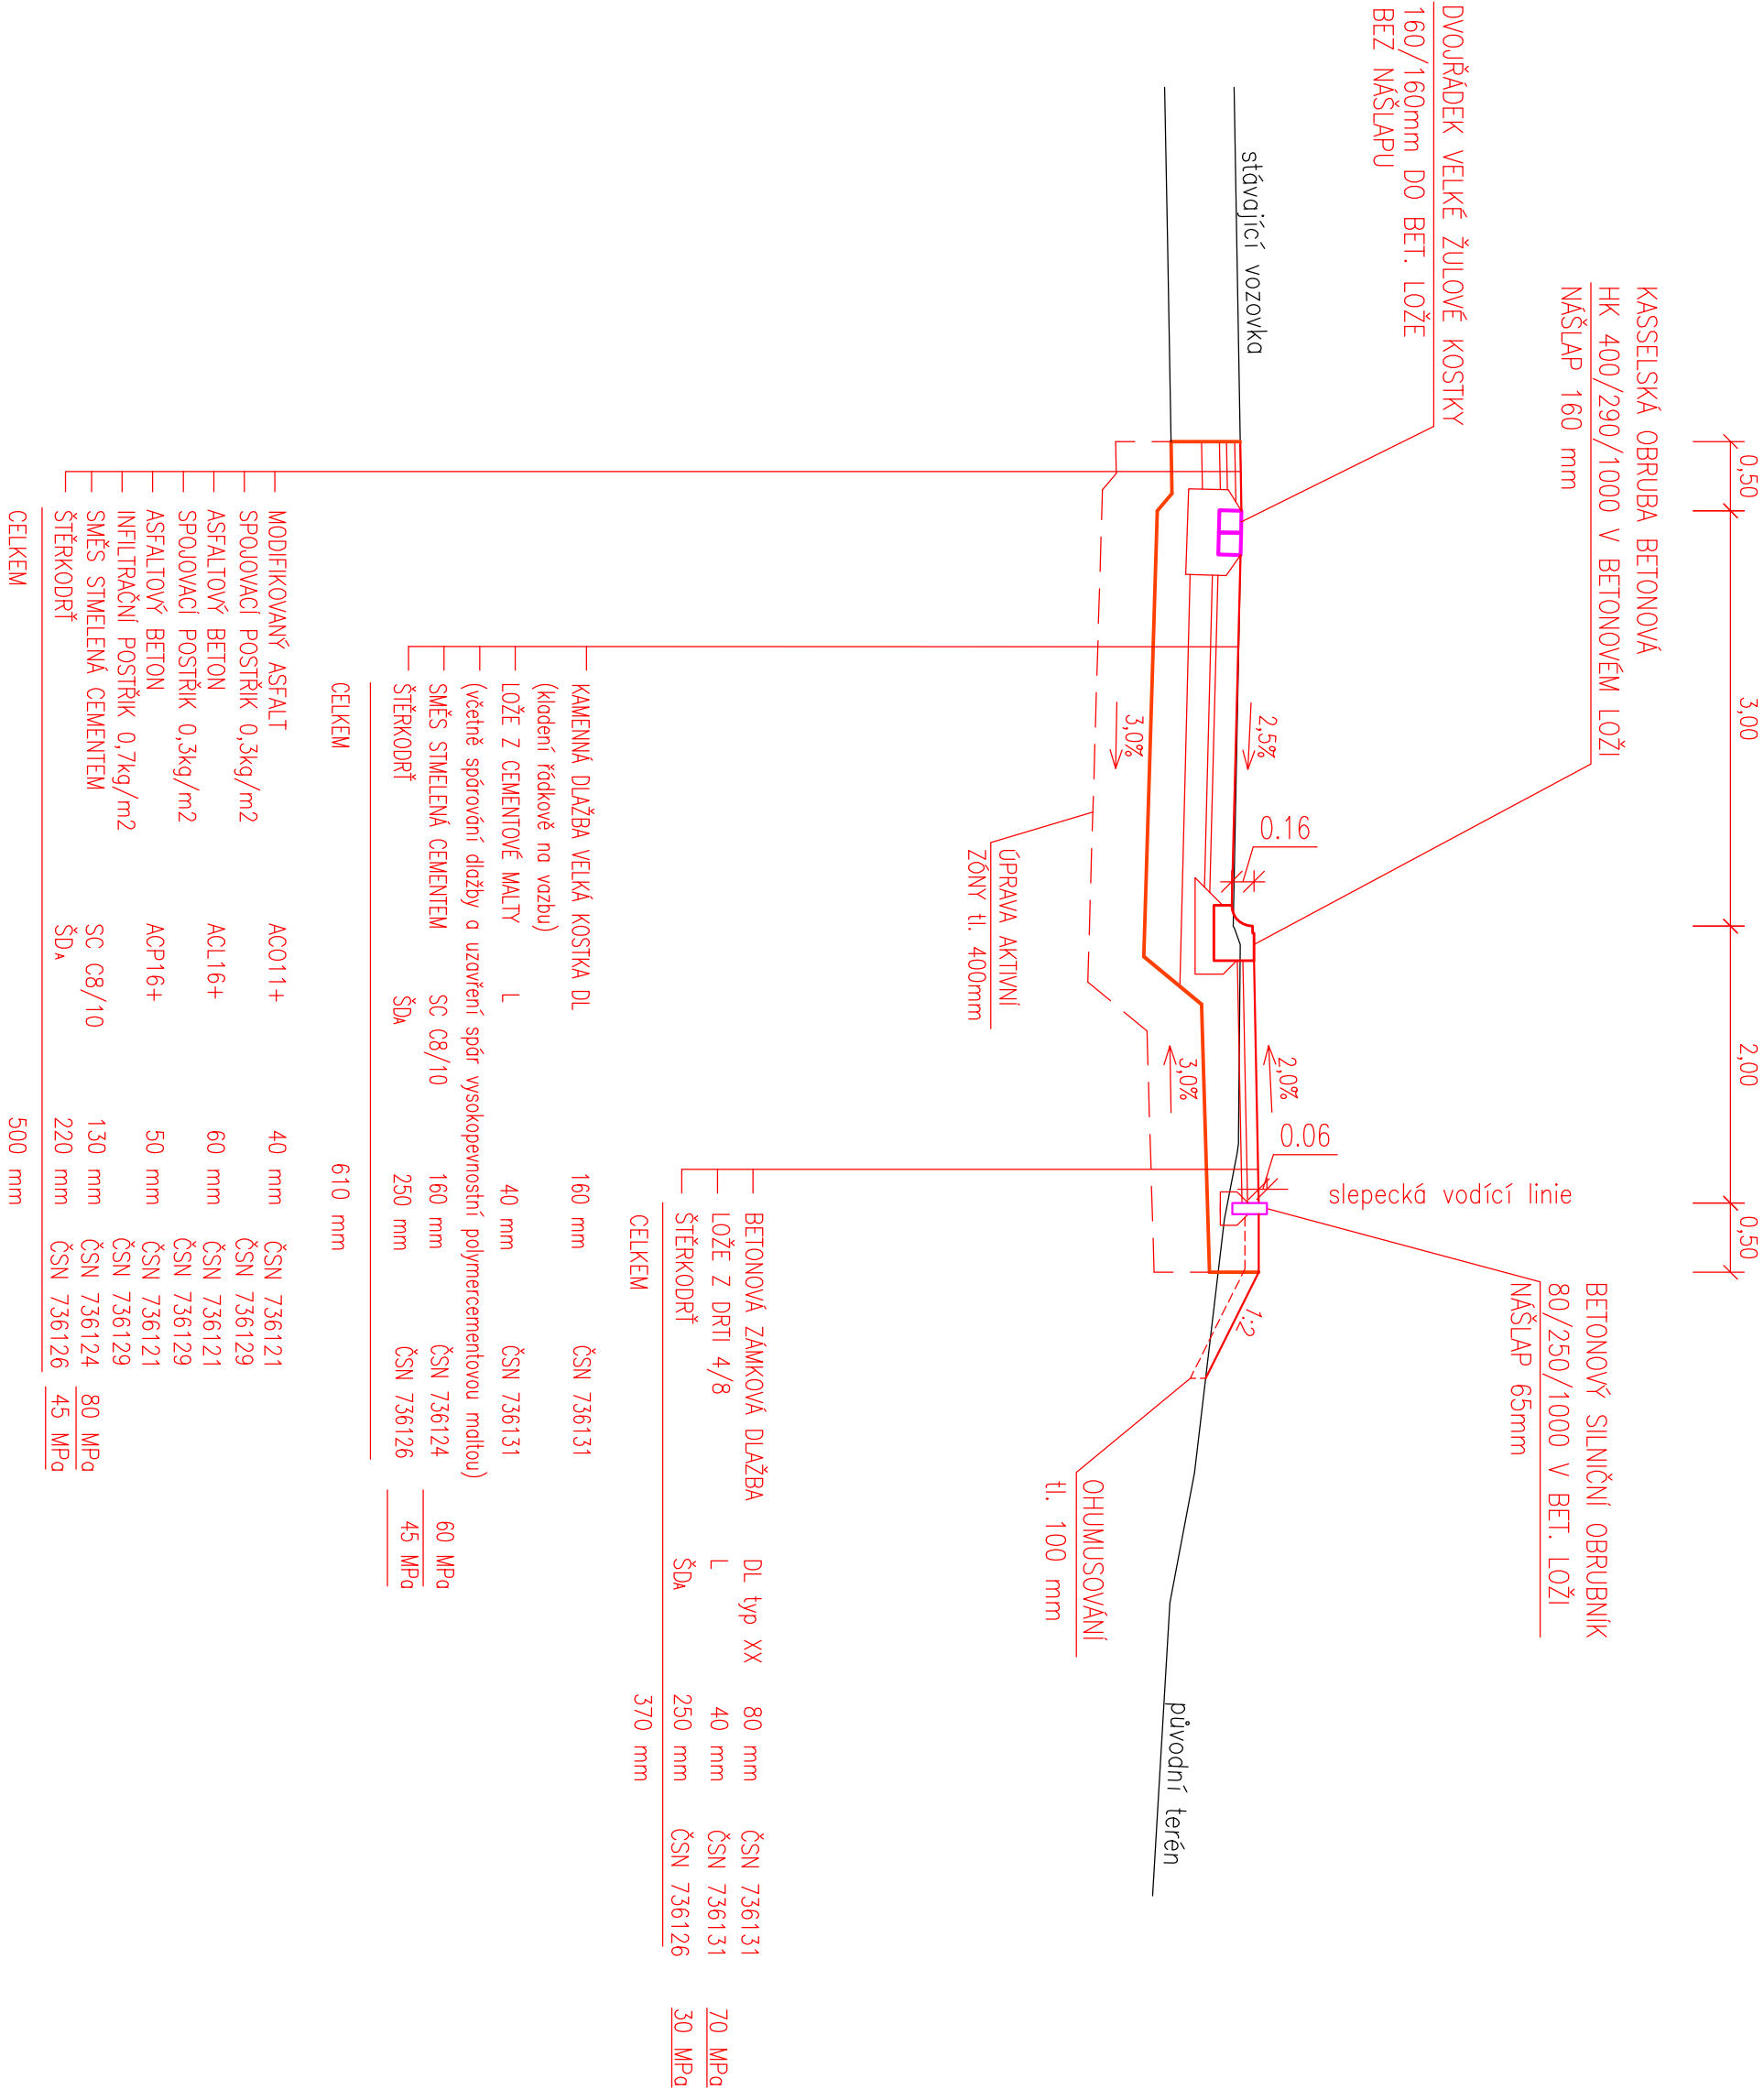 0,50
3,00
2,00
0,50
KASSELSKÁ OBRUBA BETONOVÁ
HK 400/290/1000 V BETONOVÉM LOŽI
NÁŠLAP 160 mm
DVOJŘÁDEK VELKÉ ŽULOVÉ KOSTKY
160/160mm DO BET. LOŽE
BEZ NÁŠLAPU
BETONOVÝ SILNIČNÍ OBRUBNÍK
80/250/1000 V BET. LOŽI
NÁŠLAP 65mm
slepecká vodící linie
stávající vozovka
2,5%
0.16
2,0%
0.06
1:2
3,0%
3,0%
původní terén
ÚPRAVA AKTIVNÍ
ZÓNY tl. 400mm
OHUMUSOVÁNÍ
tl. 100 mm
BETONOVÁ ZÁMKOVÁ DLAŽBA DL typ XX 80 mm ČSN 736131
LOŽE Z DRTI 4/8 L 40 mm ČSN 736131 70 MPa
ŠTĚRKODRŤ ŠDA 250 mm ČSN 736126 30 MPa
CELKEM 370 mm
KAMENNÁ DLAŽBA VELKÁ KOSTKA DL 160 mm ČSN 736131
(kladení řádkově na vazbu)
LOŽE Z CEMENTOVÉ MALTY L 40 mm ČSN 736131
(včetně spárování dlažby a uzavření spár vysokopevnostní polymercementovou maltou)
SMĚS STMELENÁ CEMENTEM SC C8/10 160 mm ČSN 736124 60 MPa
ŠTĚRKODRŤ ŠDA 250 mm ČSN 736126 45 MPa
CELKEM 610 mm
MODIFIKOVANÝ ASFALT ACO11+ 40 mm ČSN 736121
SPOJOVACÍ POSTŘIK 0,3kg/m2 ČSN 736129
ASFALTOVÝ BETON ACL16+ 60 mm ČSN 736121
SPOJOVACÍ POSTŘIK 0,3kg/m2 ČSN 736129
ASFALTOVÝ BETON ACP16+ 50 mm ČSN 736121
INFILTRAČNÍ POSTŘIK 0,7kg/m2 ČSN 736129
SMĚS STMELENÁ CEMENTEM SC C8/10 130 mm ČSN 736124 80 MPa
ŠTĚRKODRŤ ŠDA 220 mm ČSN 736126 45 MPa
CELKEM 500 mm